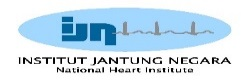 ijn
INSTITUT JANTUNG NEGARA
National Heart Institute